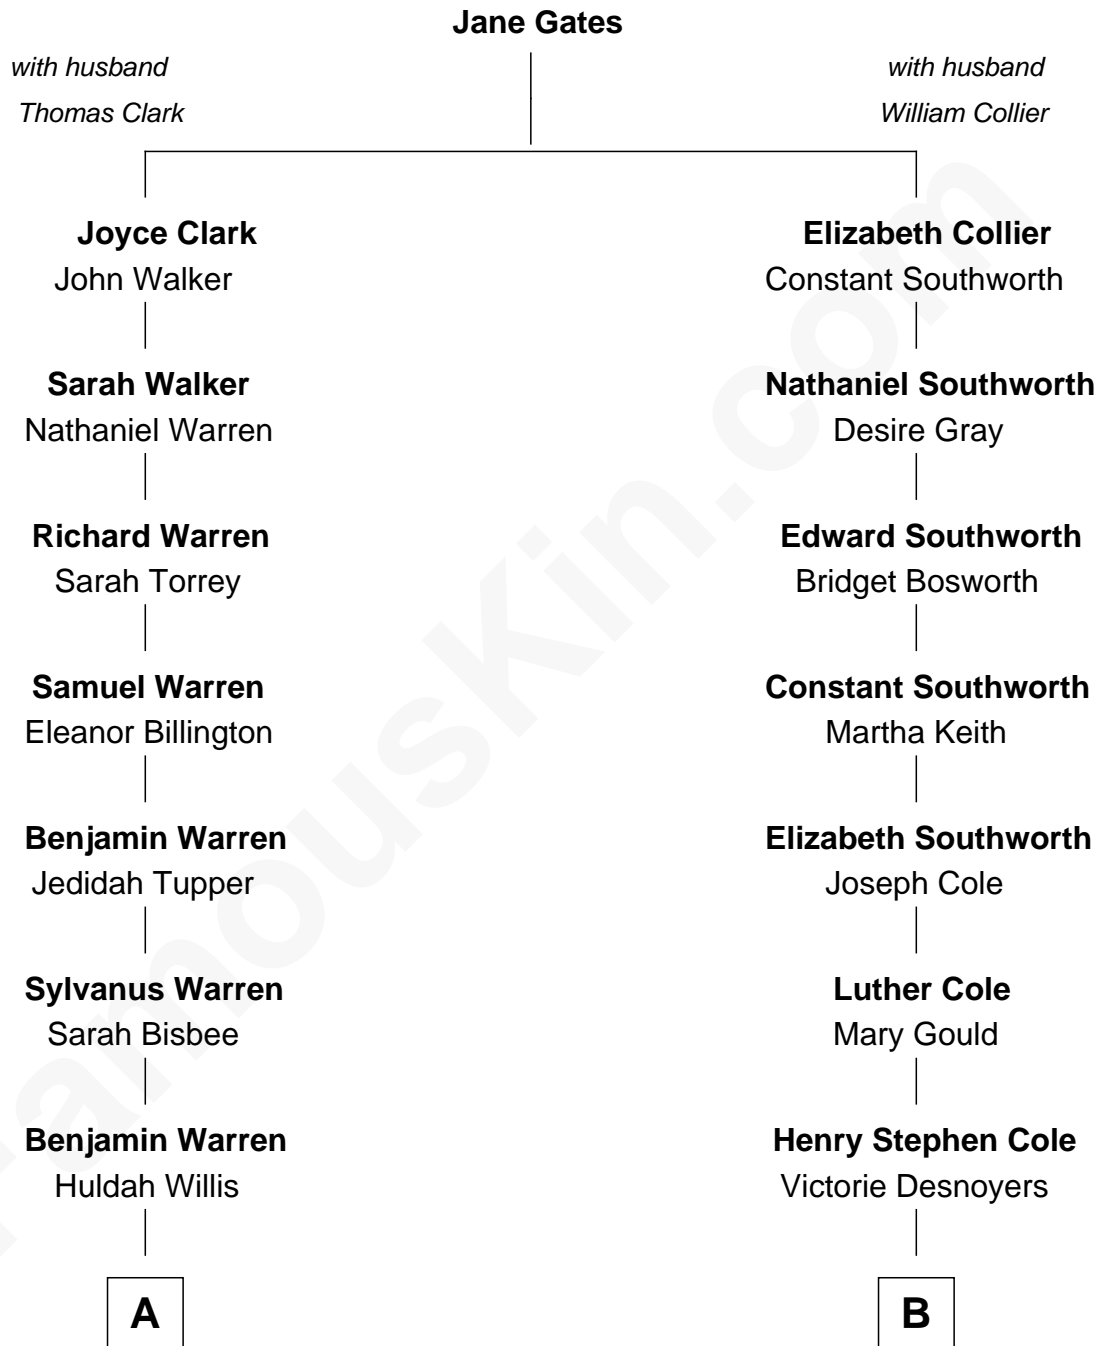 Jane Gates
with husband
Thomas Clark
with husband
William Collier
Joyce Clark
John Walker
Elizabeth Collier
Constant Southworth
Sarah Walker
Nathaniel Warren
Nathaniel Southworth
Desire Gray
Richard Warren
Sarah Torrey
Edward Southworth
Bridget Bosworth
Samuel Warren
Eleanor Billington
Constant Southworth
Martha Keith
Benjamin Warren
Jedidah Tupper
Elizabeth Southworth
Joseph Cole
Sylvanus Warren
Sarah Bisbee
Luther Cole
Mary Gould
Benjamin Warren
Huldah Willis
Henry Stephen Cole
Victorie Desnoyers
A
B
FamousKin.com